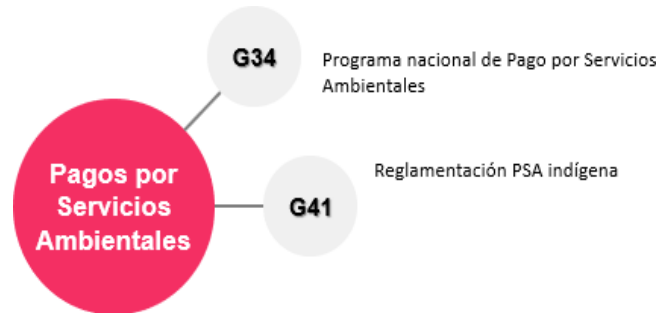 G34
Programa nacional de Pago por Servicios
Ambientales
Pagos por
Servicios
Ambientales
G41
Reglamentación PSA indígena